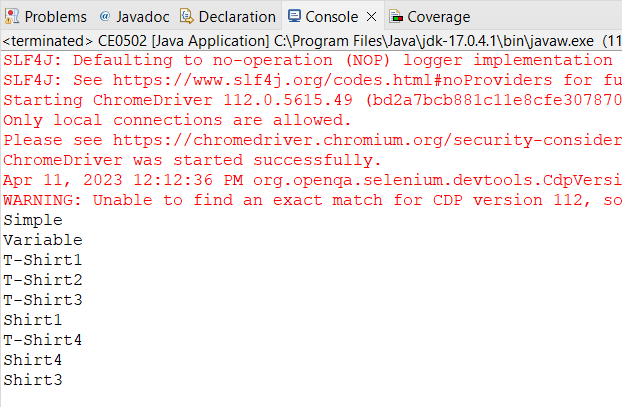 Problems @ Javadoc Declaration Console Coverage
<terminated> CE0502 [Java Application] C:\Program Files\Java\jdk-17.0.4.1\bin\javaw.exe (11
SLF4J: Defaulting to no-operation (NOP) logger implementation
SLF4J: See https://www.slf4j.org/codes.html#noProviders for fu
Starting ChromeDriver 112.0.5615.49 (bd2a7bcb881c11e8cfe307870
Only local connections are allowed.
Please see https://chromedriver.chromium.org/security-consider
ChromeDriver was started successfully.
Apr 11, 2023 12:12:36 PM org.openqa.selenium.devtools.CdpVersi
WARNING: Unable to find an exact match for CDP version 112, so
Simple
Variable
T-Shirt1
T-Shirt2
T-Shirt3
Shirt1
T-Shirt4
Shirt4
Shirt3